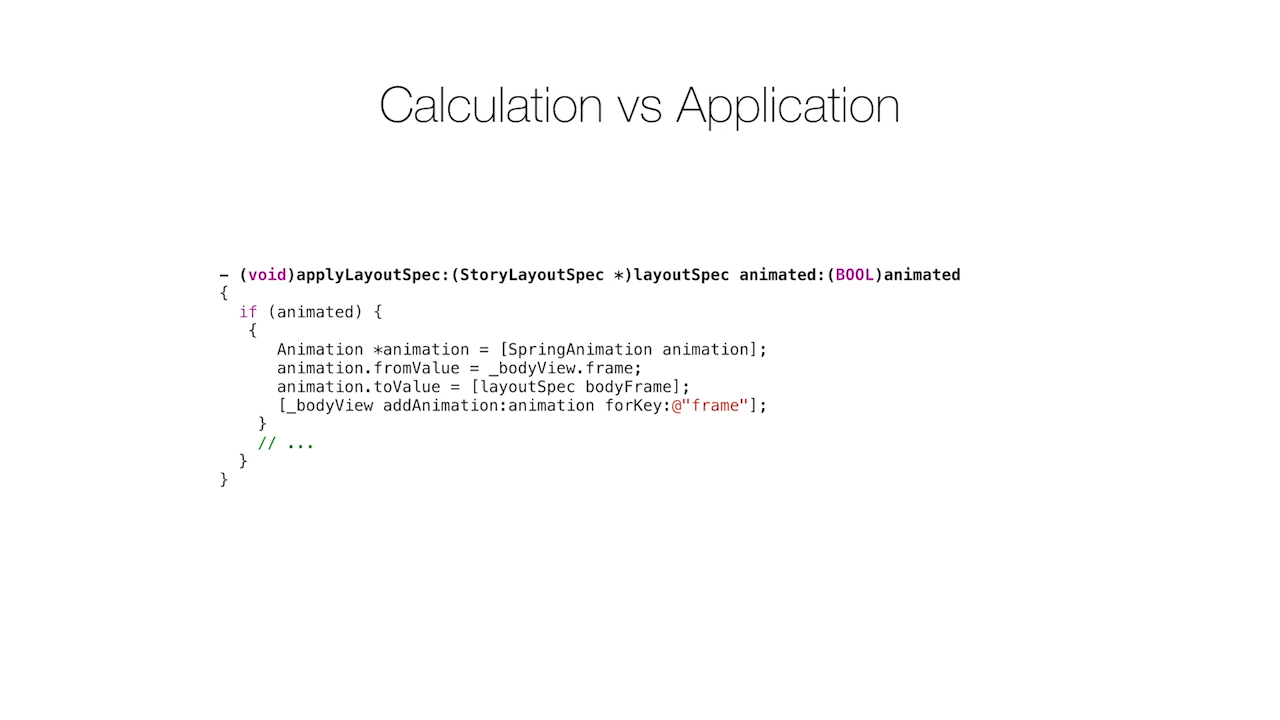 Calculation vs Application
- (void)applyLayoutSpec:(StoryLayoutSpec *)layoutSpec animated:(BOOL)animated
{
if (animated) {
{
Animation *animation = [SpringAnimation animation];
animation.fromValue = _bodyView.frame;
animation.toValue = [layoutSpec bodyFrame];
[_bodyView addAnimation:animation forKey:@"frame"];
}
// ...
}
}